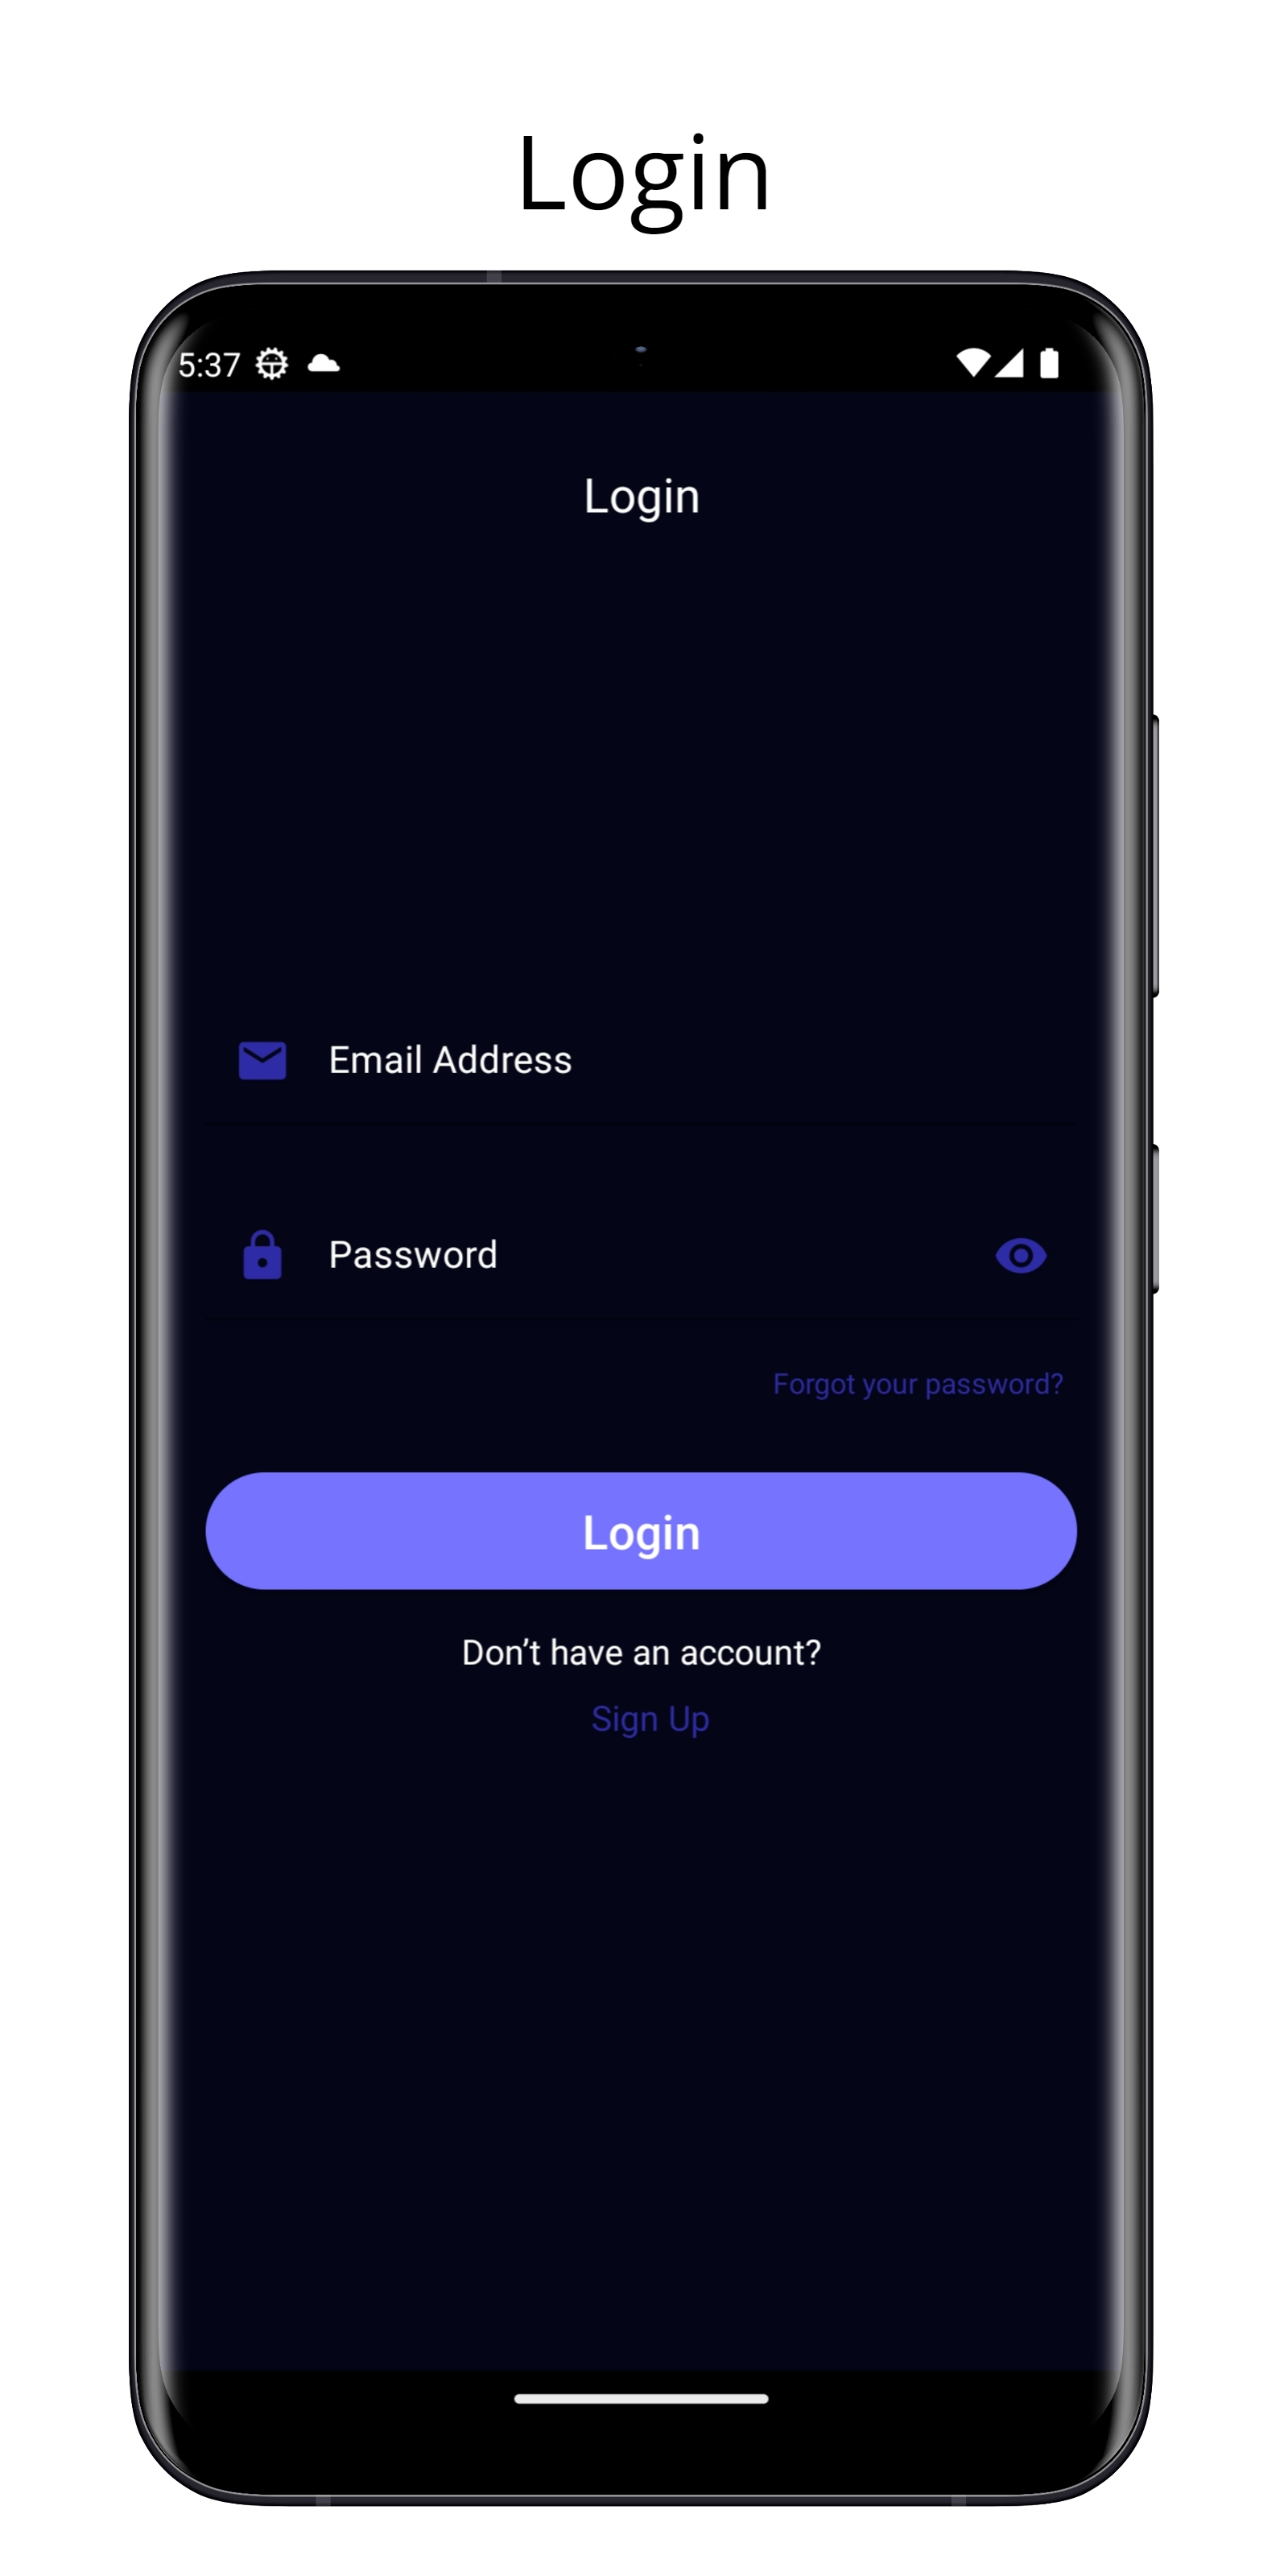 Login
5:37
Login
Email Address
Password
Forgot your password?
Login
Don’t have an account?
Sign Up